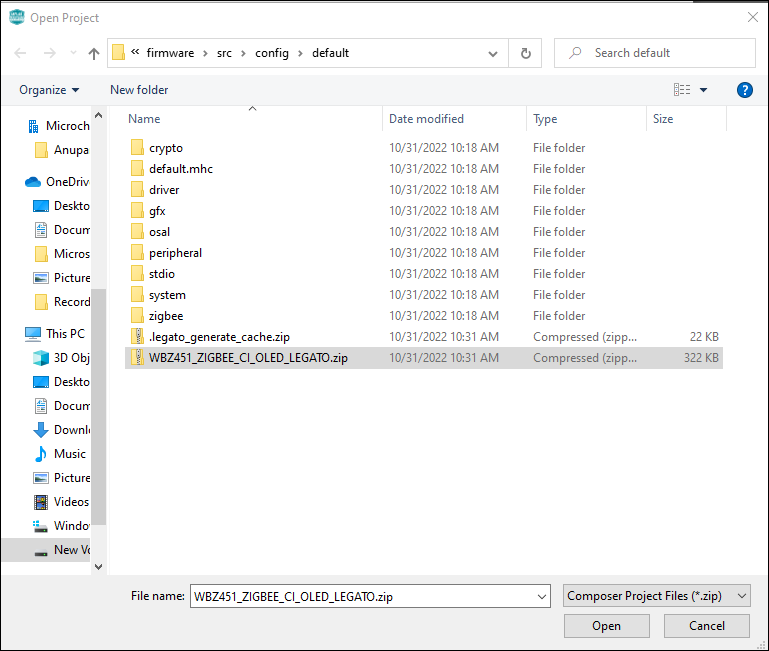 Open Project
« firmware › src › config › default
Search default
Organize
New folder
?
Name Date modified Type Size
Microch
Anupa
OneDriv
Deskto
Docum
Micros
Picture
Record
This PC
3D Obj
Deskto
Docum
Downl
Music
Picture
Videos
Windo
New Vo
crypto 10/31/2022 10:18 AM File folder
default.mhc 10/31/2022 10:18 AM File folder
driver 10/31/2022 10:18 AM File folder
gfx 10/31/2022 10:18 AM File folder
osal 10/31/2022 10:18 AM File folder
peripheral 10/31/2022 10:18 AM File folder
stdio 10/31/2022 10:18 AM File folder
system 10/31/2022 10:18 AM File folder
zigbee 10/31/2022 10:18 AM File folder
.legato_generate_cache.zip 10/31/2022 10:31 AM Compressed (zipp... 22 KB
WBZ451_ZIGBEE_CI_OLED_LEGATO.zip 10/31/2022 10:31 AM Compressed (zipp... 322 KB
File name: WBZ451_ZIGBEE_CI_OLED_LEGATO.zip Composer Project Files (*.zip)
Open Cancel